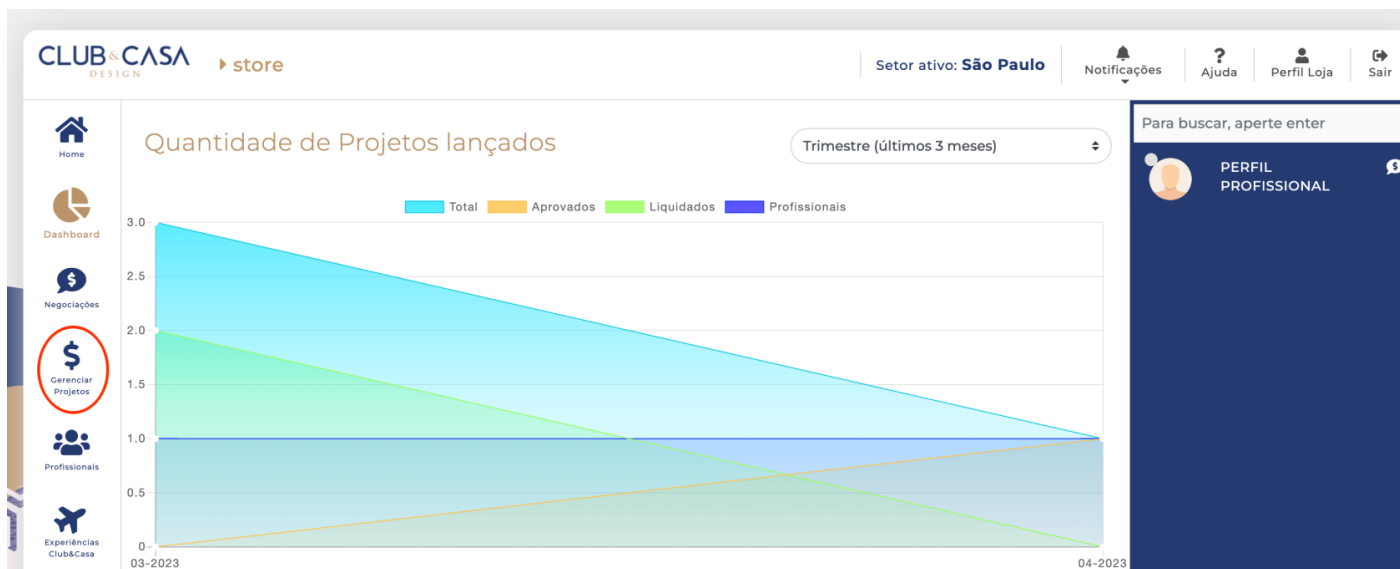 CLUB&CASA
DESIGN
store
Setor ativo: São Paulo
Notificações
Ajuda
Perfil Loja
Sair
Home
Dashboard
Negociações
Gerenciar
Projetos
Profissionais
Experiências
Club&Casa
Quantidade de Projetos lançados
Trimestre (últimos 3 meses)
Total
Aprovados
Liquidados
Profissionais
3.0
2.5
2.0
1.5
1.0
0.5
0
03-2023
04-2023
Para buscar, aperte enter
PERFIL
PROFISSIONAL